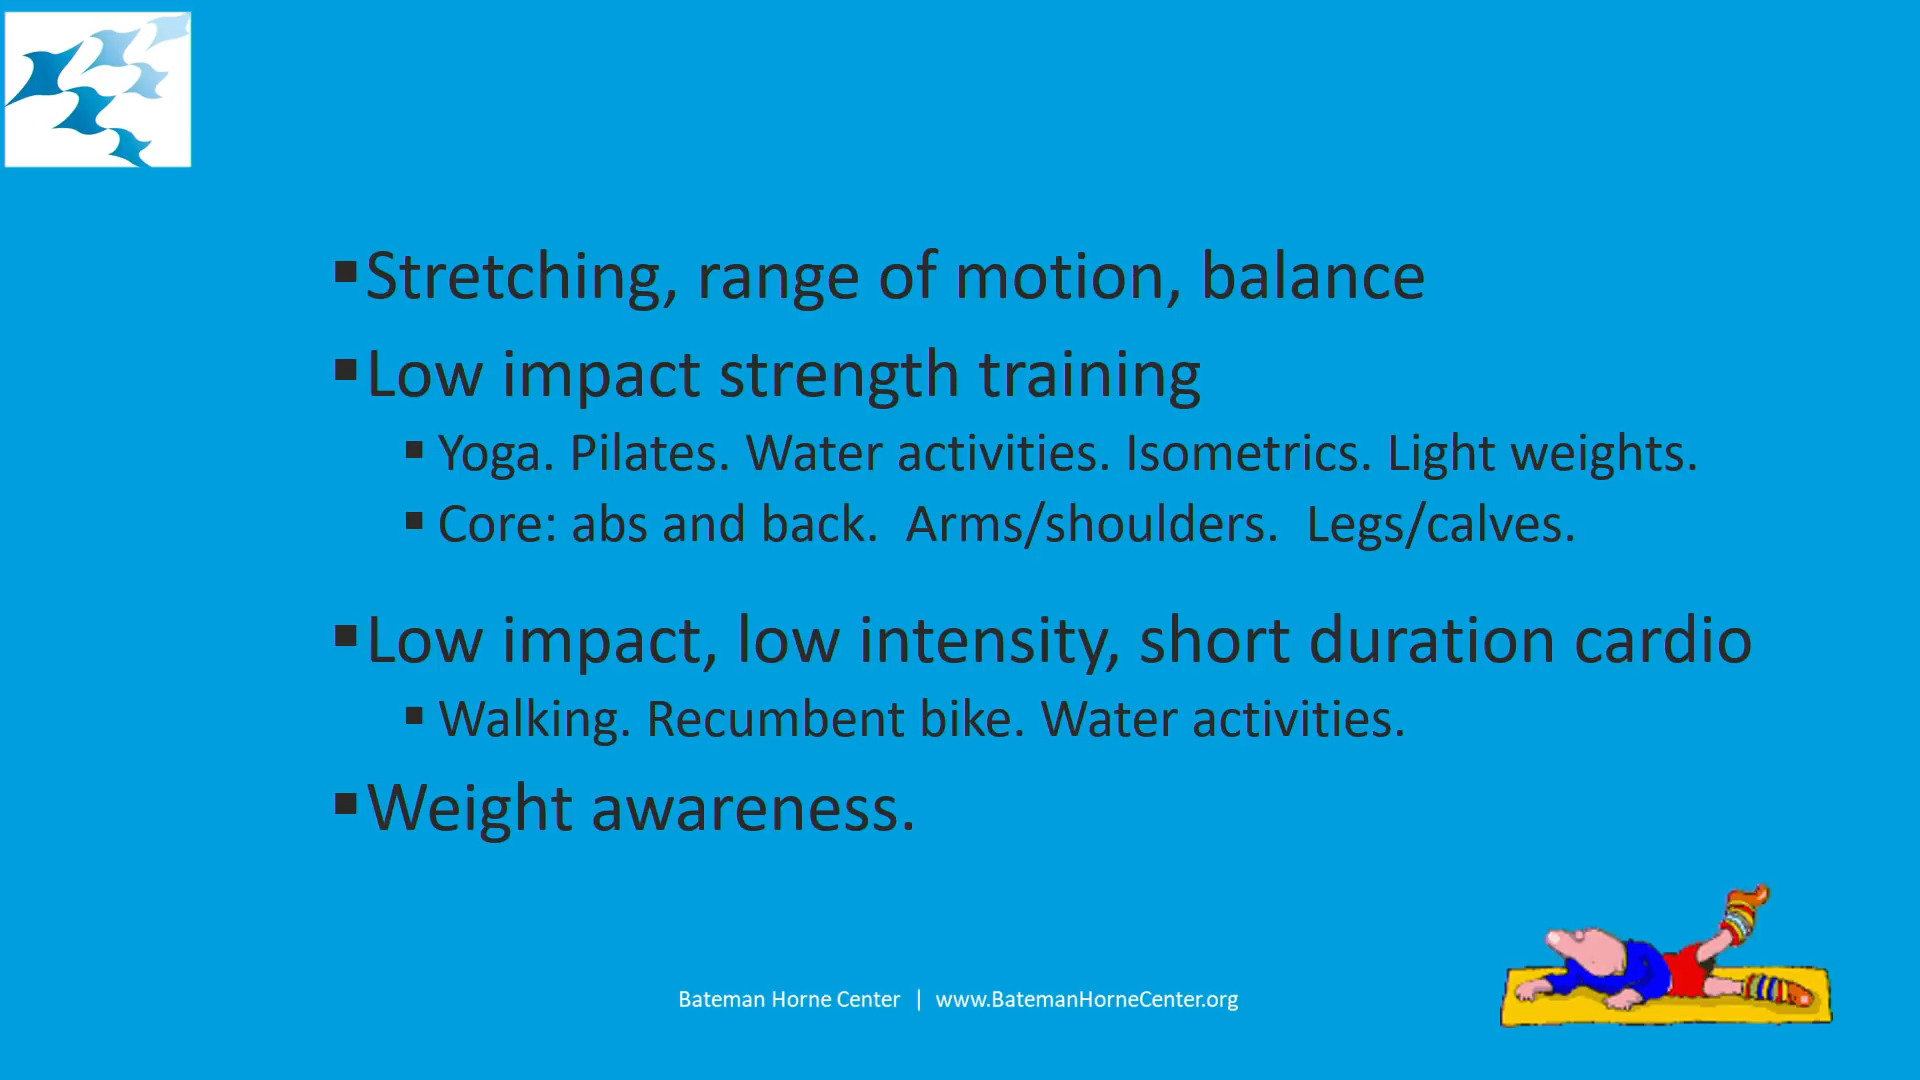 ▪Stretching, range of motion, balance
▪Low impact strength training
▪Yoga. Pilates. Water activities. Isometrics. Light weights.
▪Core: abs and back.  Arms/shoulders.  Legs/calves.
▪Low impact, low intensity, short duration cardio
▪Walking. Recumbent bike. Water activities.
▪Weight awareness.
Bateman Horne Center | www.BatemanHorneCenter.org